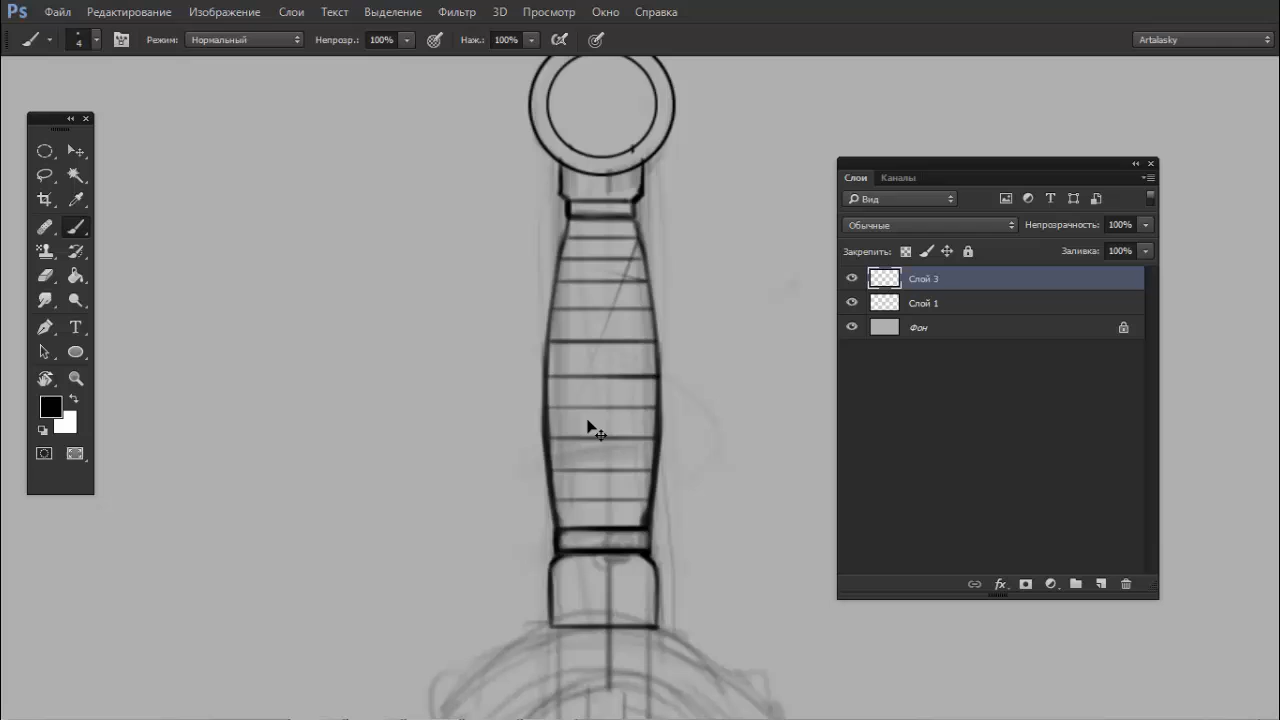 Ps Файл Редактирование Изображение Слои Текст Выделение Фильтр 3D Просмотр Окно Справка
4 Режим: Нормальный Непрозр.: 100% Наж.: 100% Artalasky
Слои Каналы
Вид
Обычные Непрозрачность: 100%
Закрепить: Заливка: 100%
Слой 3
Слой 1
Фон
fx